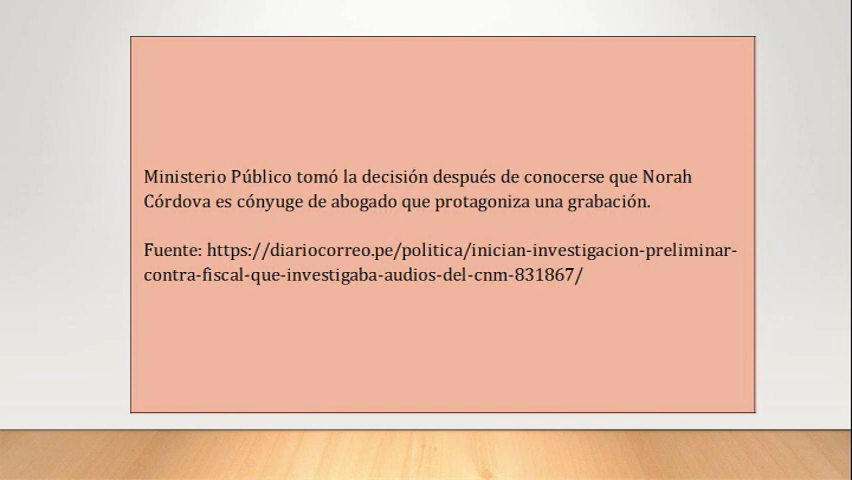 Ministerio Público tomó la decisión después de conocerse que Norah
Córdova es cónyuge de abogado que protagoniza una grabación.
Fuente: https://diariocorreo.pe/politica/inician-investigacion-preliminar-
contra-fiscal-que-investigaba-audios-del-cnm-831867/